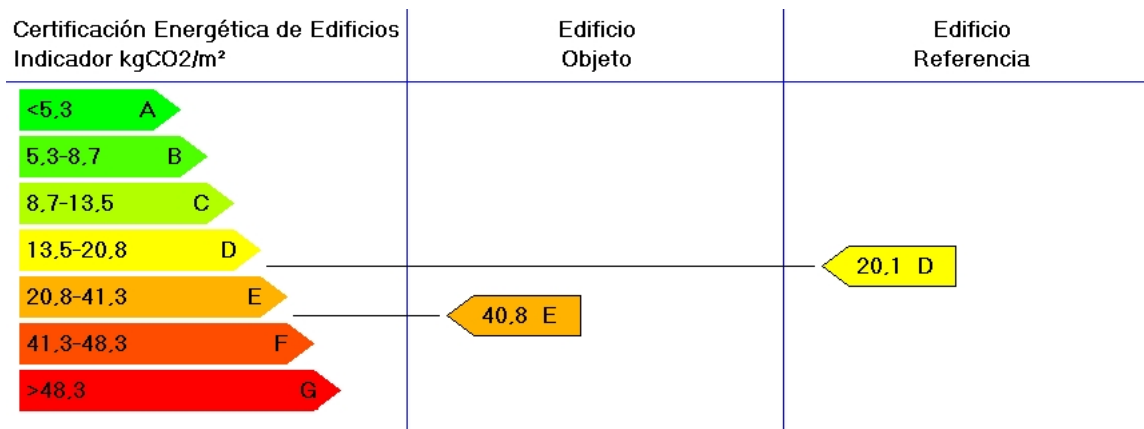 Certificación Energética de Edificios
Indicador kgCO2/m²
Edificio
Objeto
Edificio
Referencia
<5,3 A
5,3-8,7 B
8,7-13,5 C
13,5-20,8 D
20,1 D
20,8-41,3 E
40,8 E
41,3-48,3 F
>48,3 G